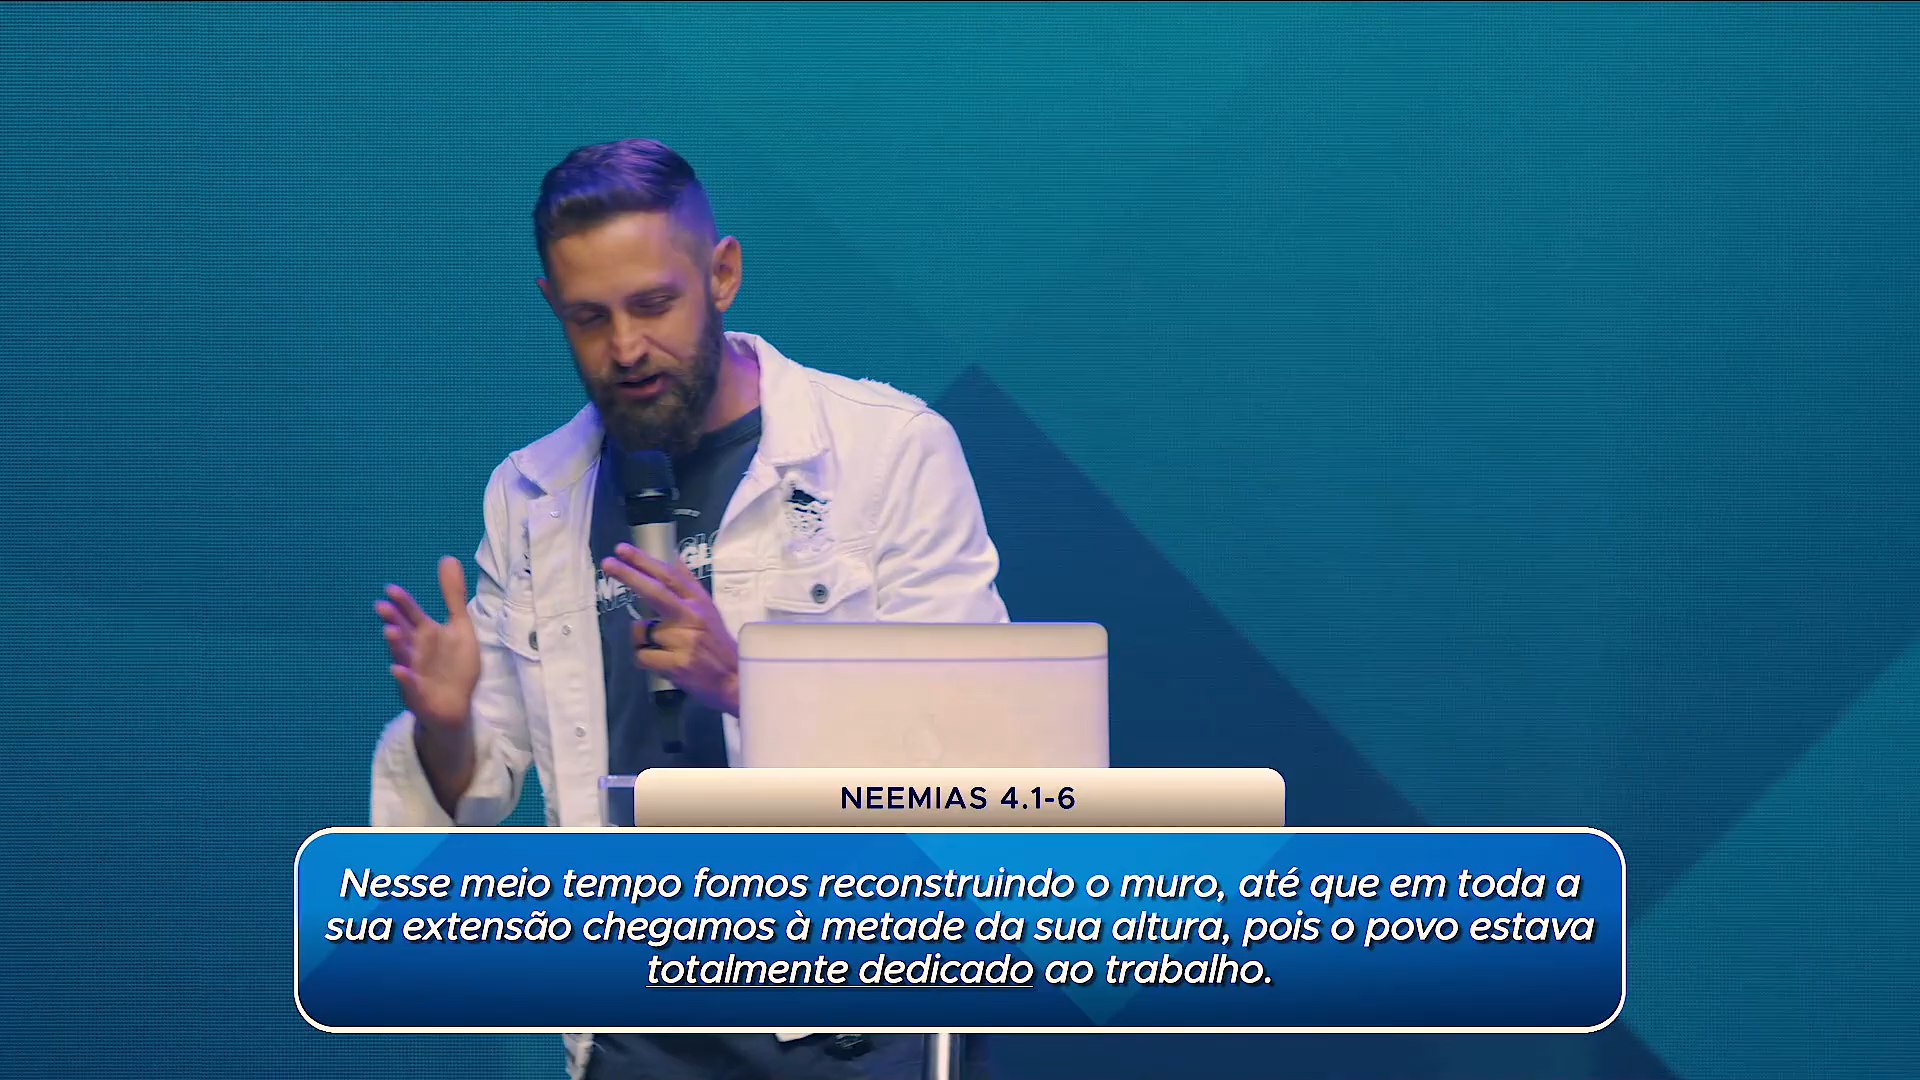 NEEMIAS 4.1-6
Nesse meio tempo fomos reconstruindo o muro, até que em toda a
sua extensão chegamos à metade da sua altura, pois o povo estava
totalmente dedicado ao trabalho.